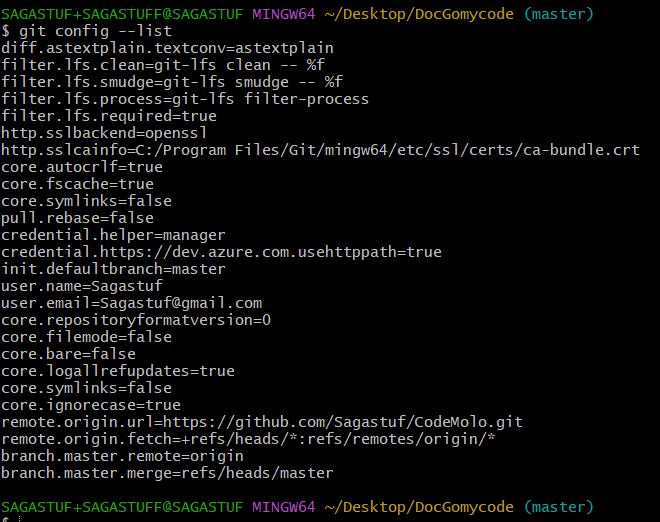 SAGASTUF+SAGASTUFF@SAGASTUF MINGW64 ~/Desktop/DocGomycode (master)
$ git config --list
diff.astextplain.textconv=astextplain
filter.lfs.clean=git-lfs clean -- %f
filter.lfs.smudge=git-lfs smudge -- %f
filter.lfs.process=git-lfs filter-process
filter.lfs.required=true
http.sslbackend=openssl
http.sslcainfo=C:/Program Files/Git/mingw64/etc/ssl/certs/ca-bundle.crt
core.autocrlf=true
core.fscache=true
core.symlinks=false
pull.rebase=false
credential.helper=manager
credential.https://dev.azure.com.usehttppath=true
init.defaultbranch=master
user.name=Sagastuf
user.email=Sagastuf@gmail.com
core.repositoryformatversion=0
core.filemode=false
core.bare=false
core.logallrefupdates=true
core.symlinks=false
core.ignorecase=true
remote.origin.url=https://github.com/Sagastuf/CodeMolo.git
remote.origin.fetch=+refs/heads/*:refs/remotes/origin/*
branch.master.remote=origin
branch.master.merge=refs/heads/master
SAGASTUF+SAGASTUFF@SAGASTUF MINGW64 ~/Desktop/DocGomycode (master)
$